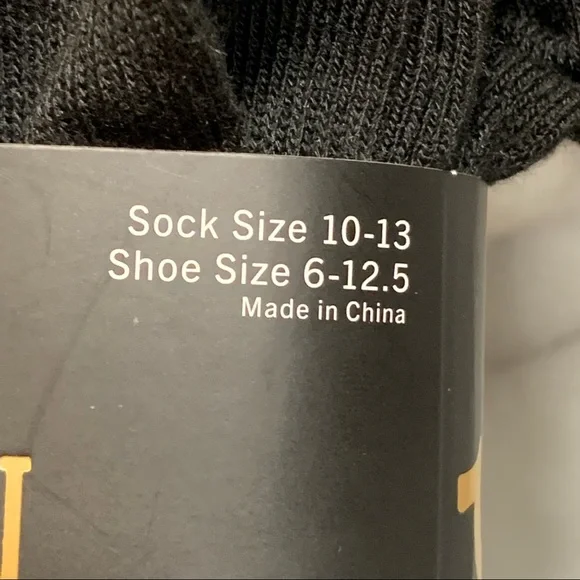 Sock Size 10-13
Shoe Size 6-12.5
Made in China